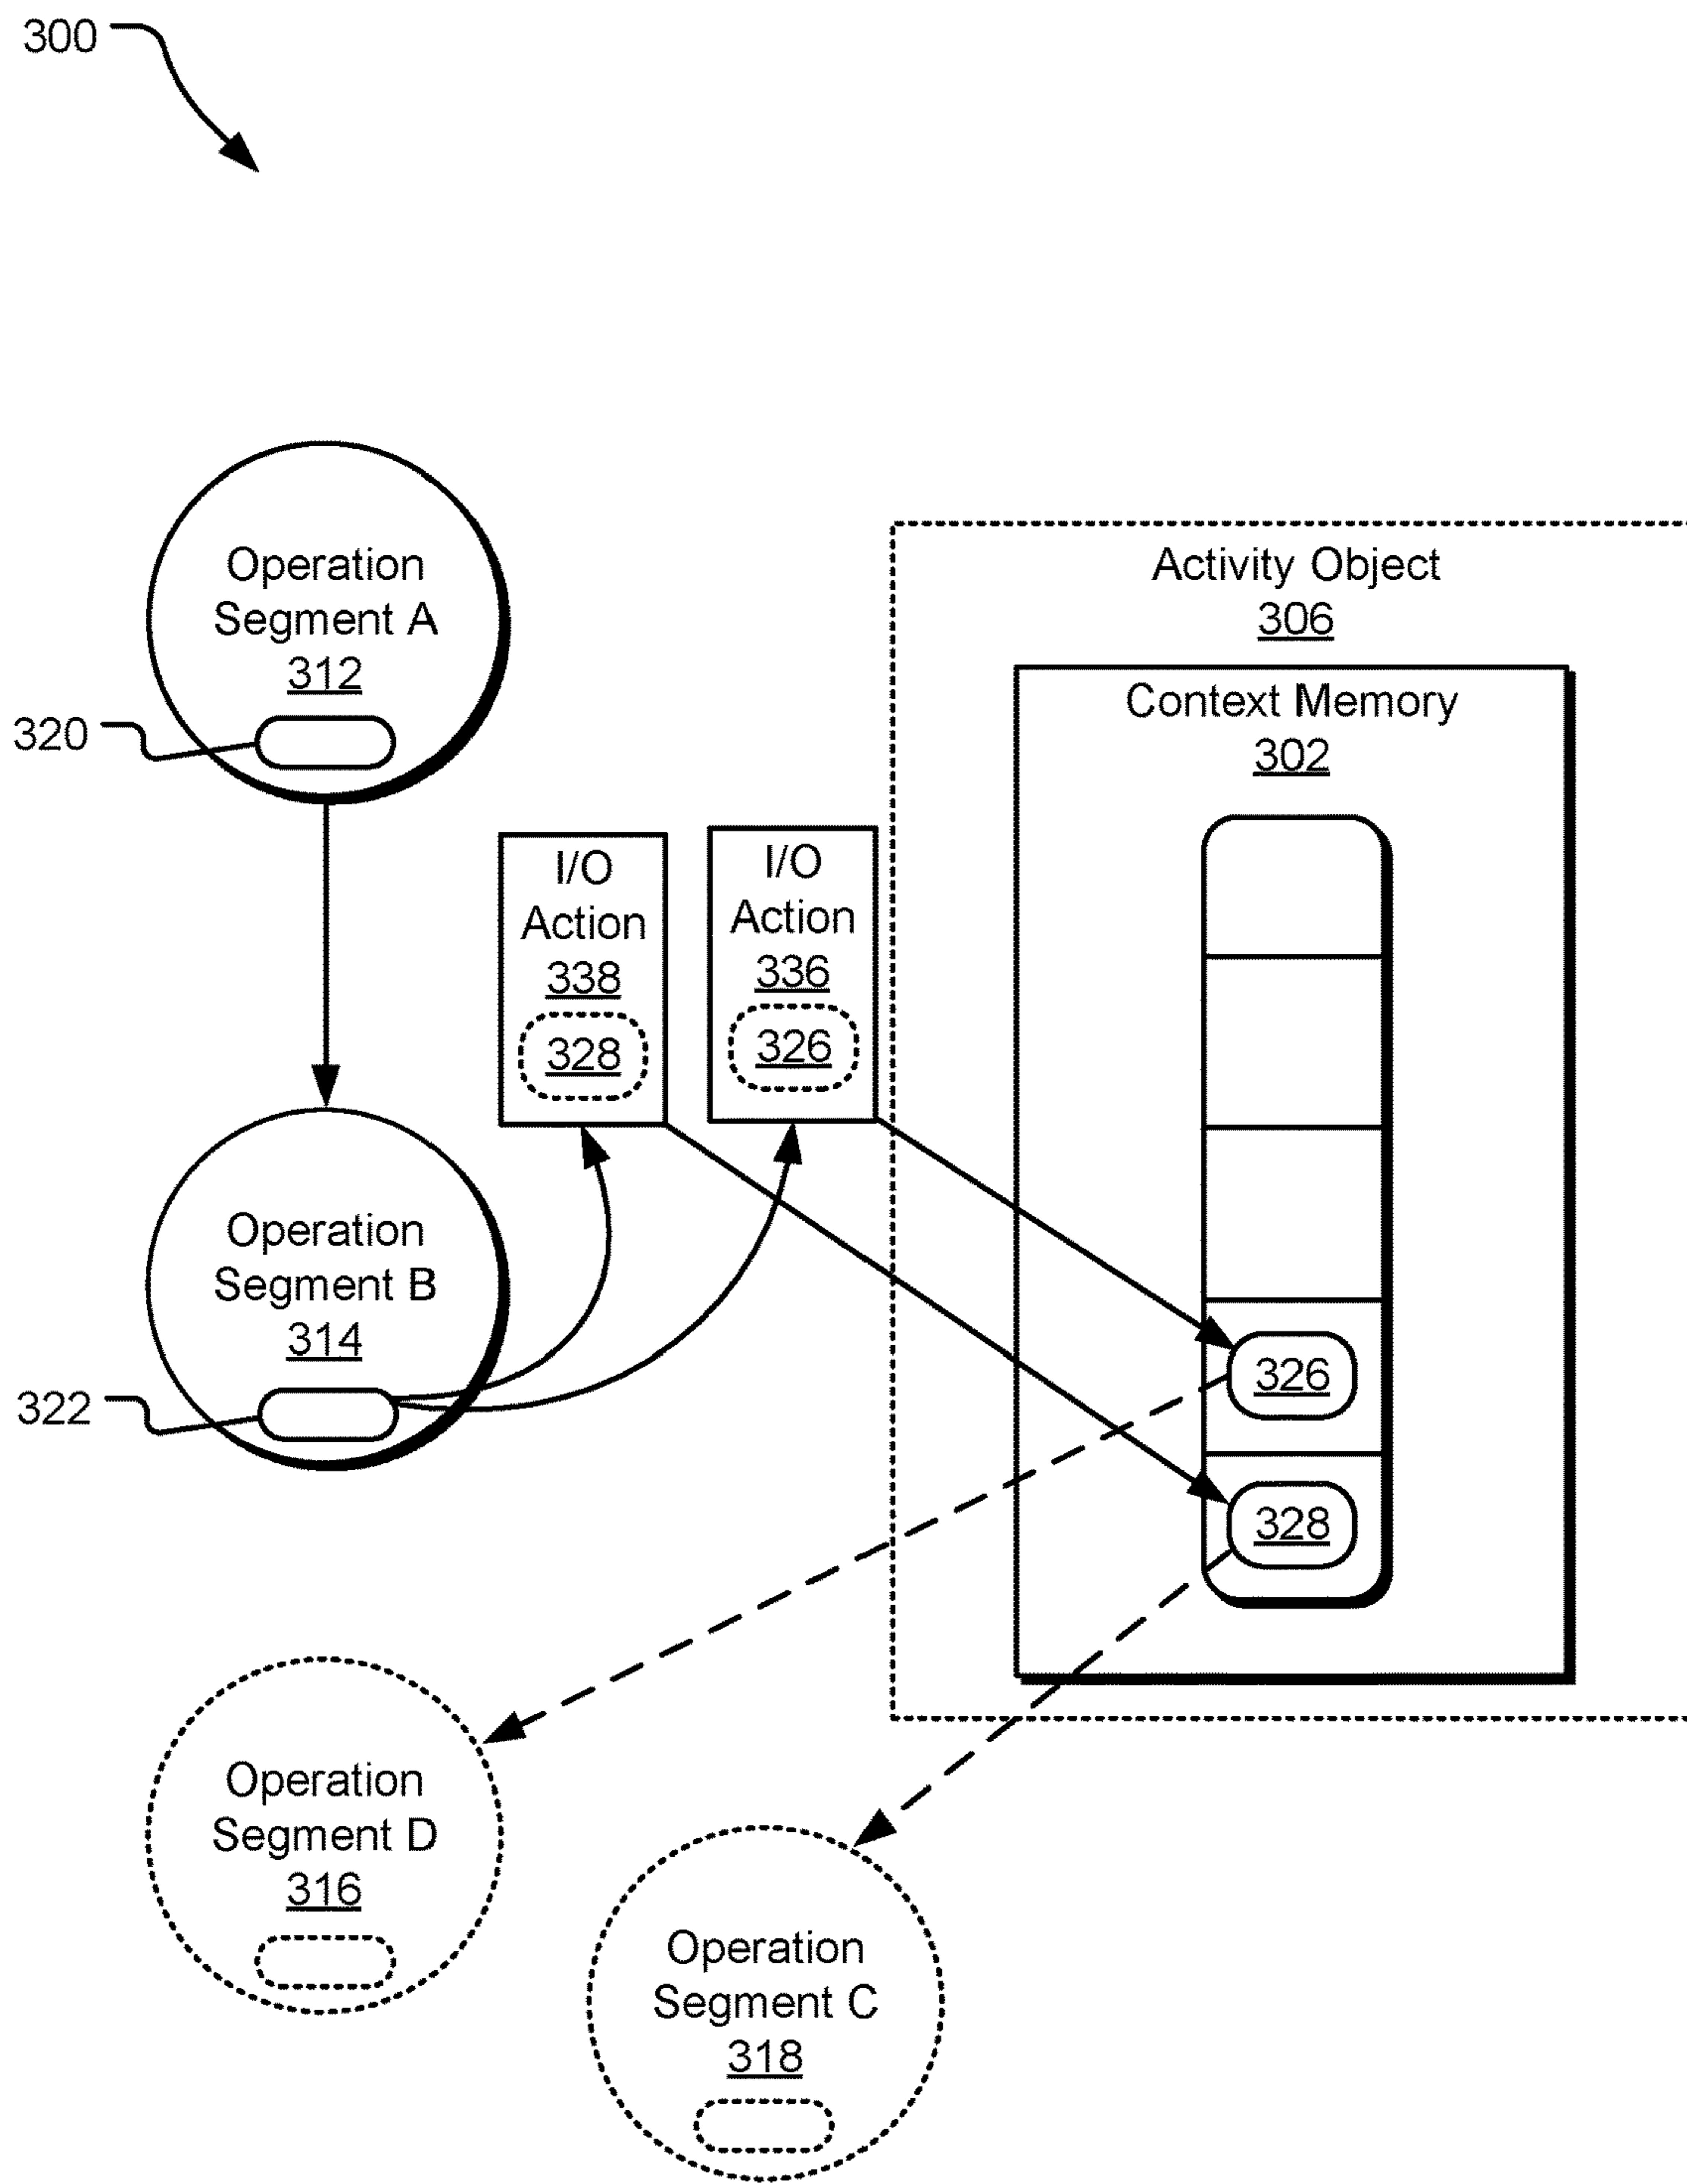 300
Operation
Segment A
312
320
Activity Object
306
Context Memory
302
I/O
Action
338
328
I/O
Action
336
326
Operation
Segment B
314
322
326
328
Operation
Segment D
316
Operation
Segment C
318